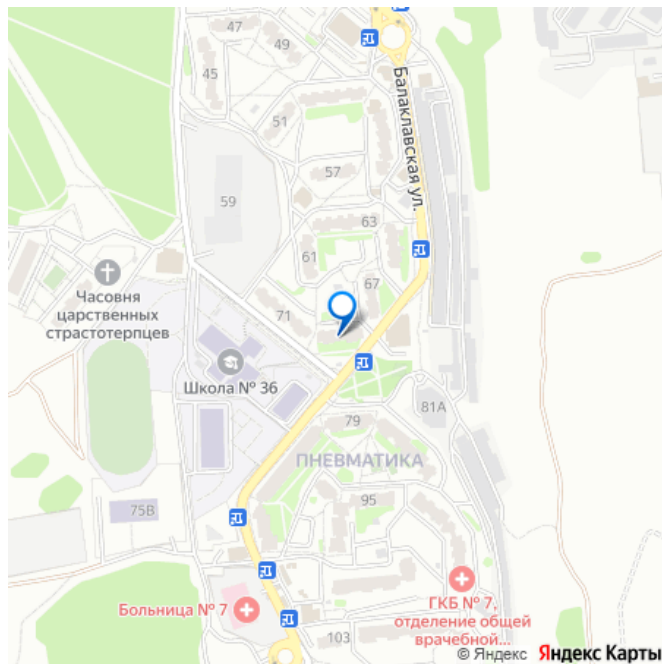 47
49
45
51
Балаклавская ул.
57
59
63
61
67
Часовня
царственных
страстотерпцев
71
Школа № 36
81А
79
ПНЕВМАТИКА
95
75В
Больница № 7
ГКБ № 7,
отделение общей
врачебной...
103
© Яндекс Яндекс Карты